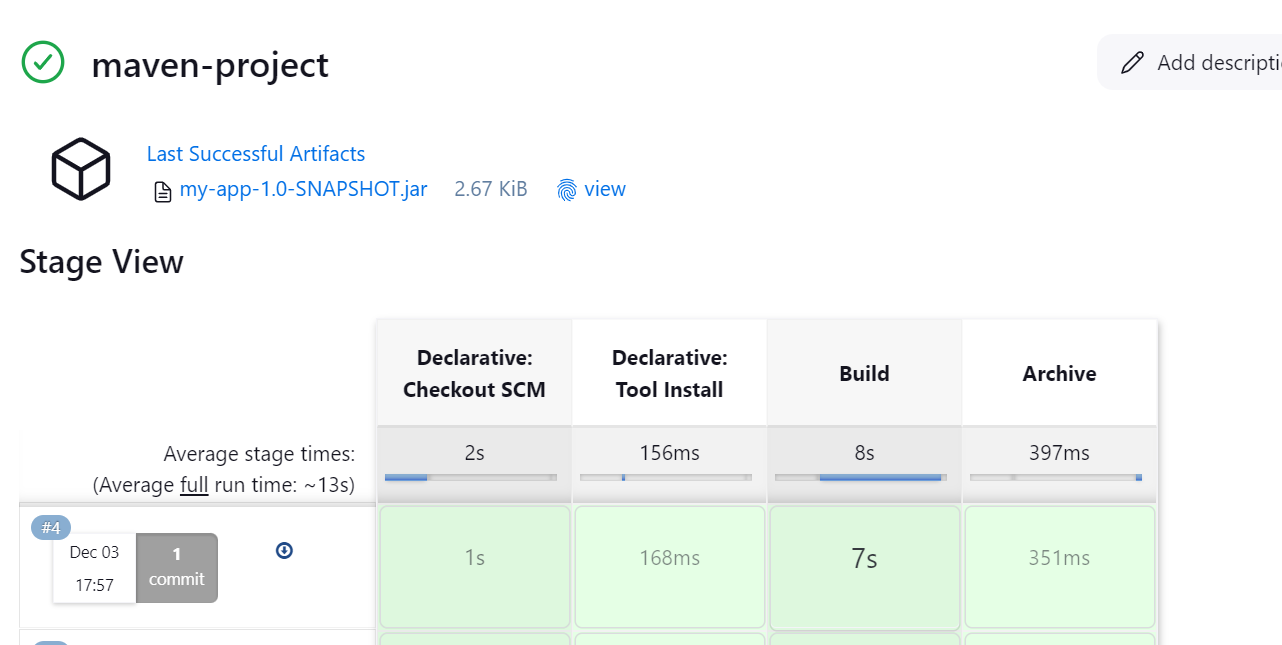 maven-project
Add descripti
Last Successful Artifacts
my-app-1.0-SNAPSHOT.jar 2.67 KiB view
Stage View
Declarative: Checkout SCM
Declarative: Tool Install
Build
Archive
Average stage times:
(Average full run time: ~13s)
2s
156ms
8s
397ms
#4
Dec 03
17:57
1
commit
1s
168ms
7s
351ms